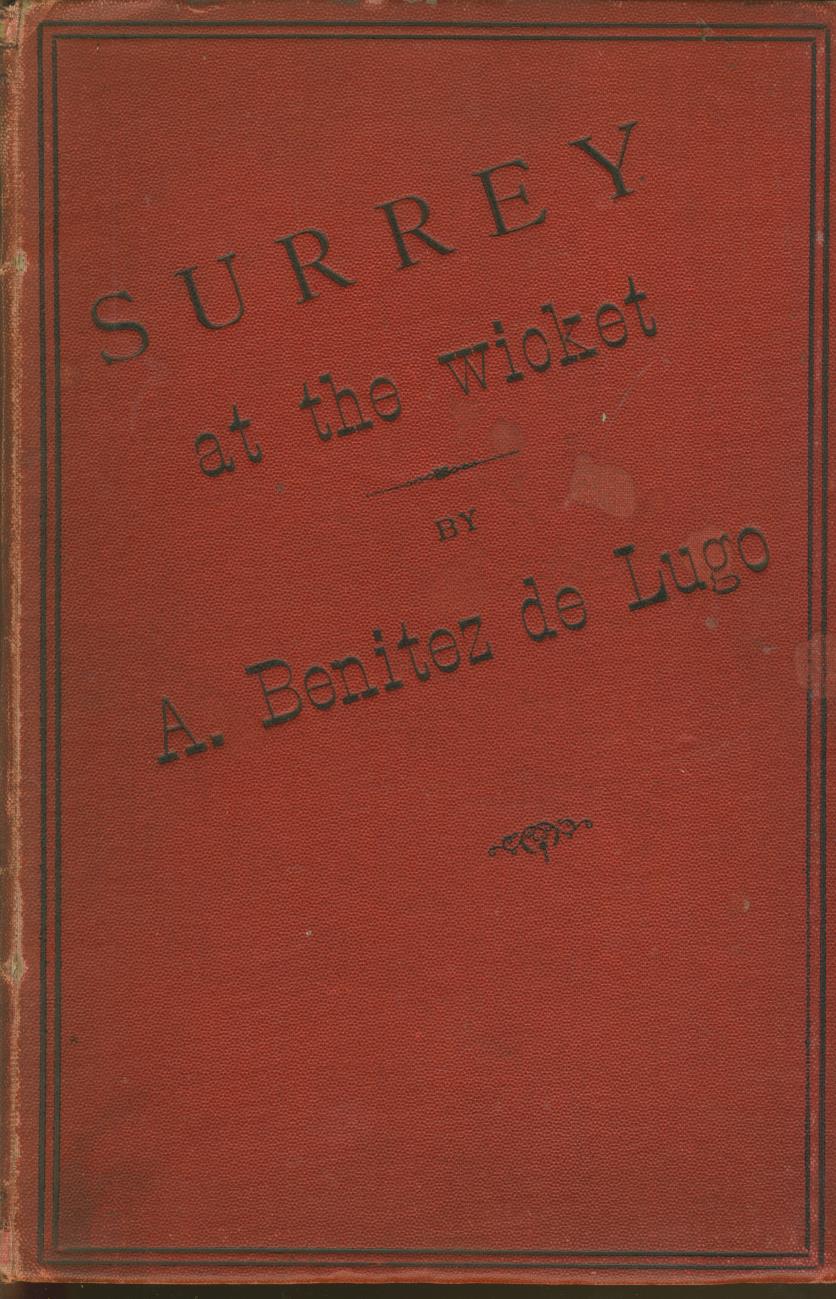 SURREY
at the wicket
BY
A. Benitez de Lugo